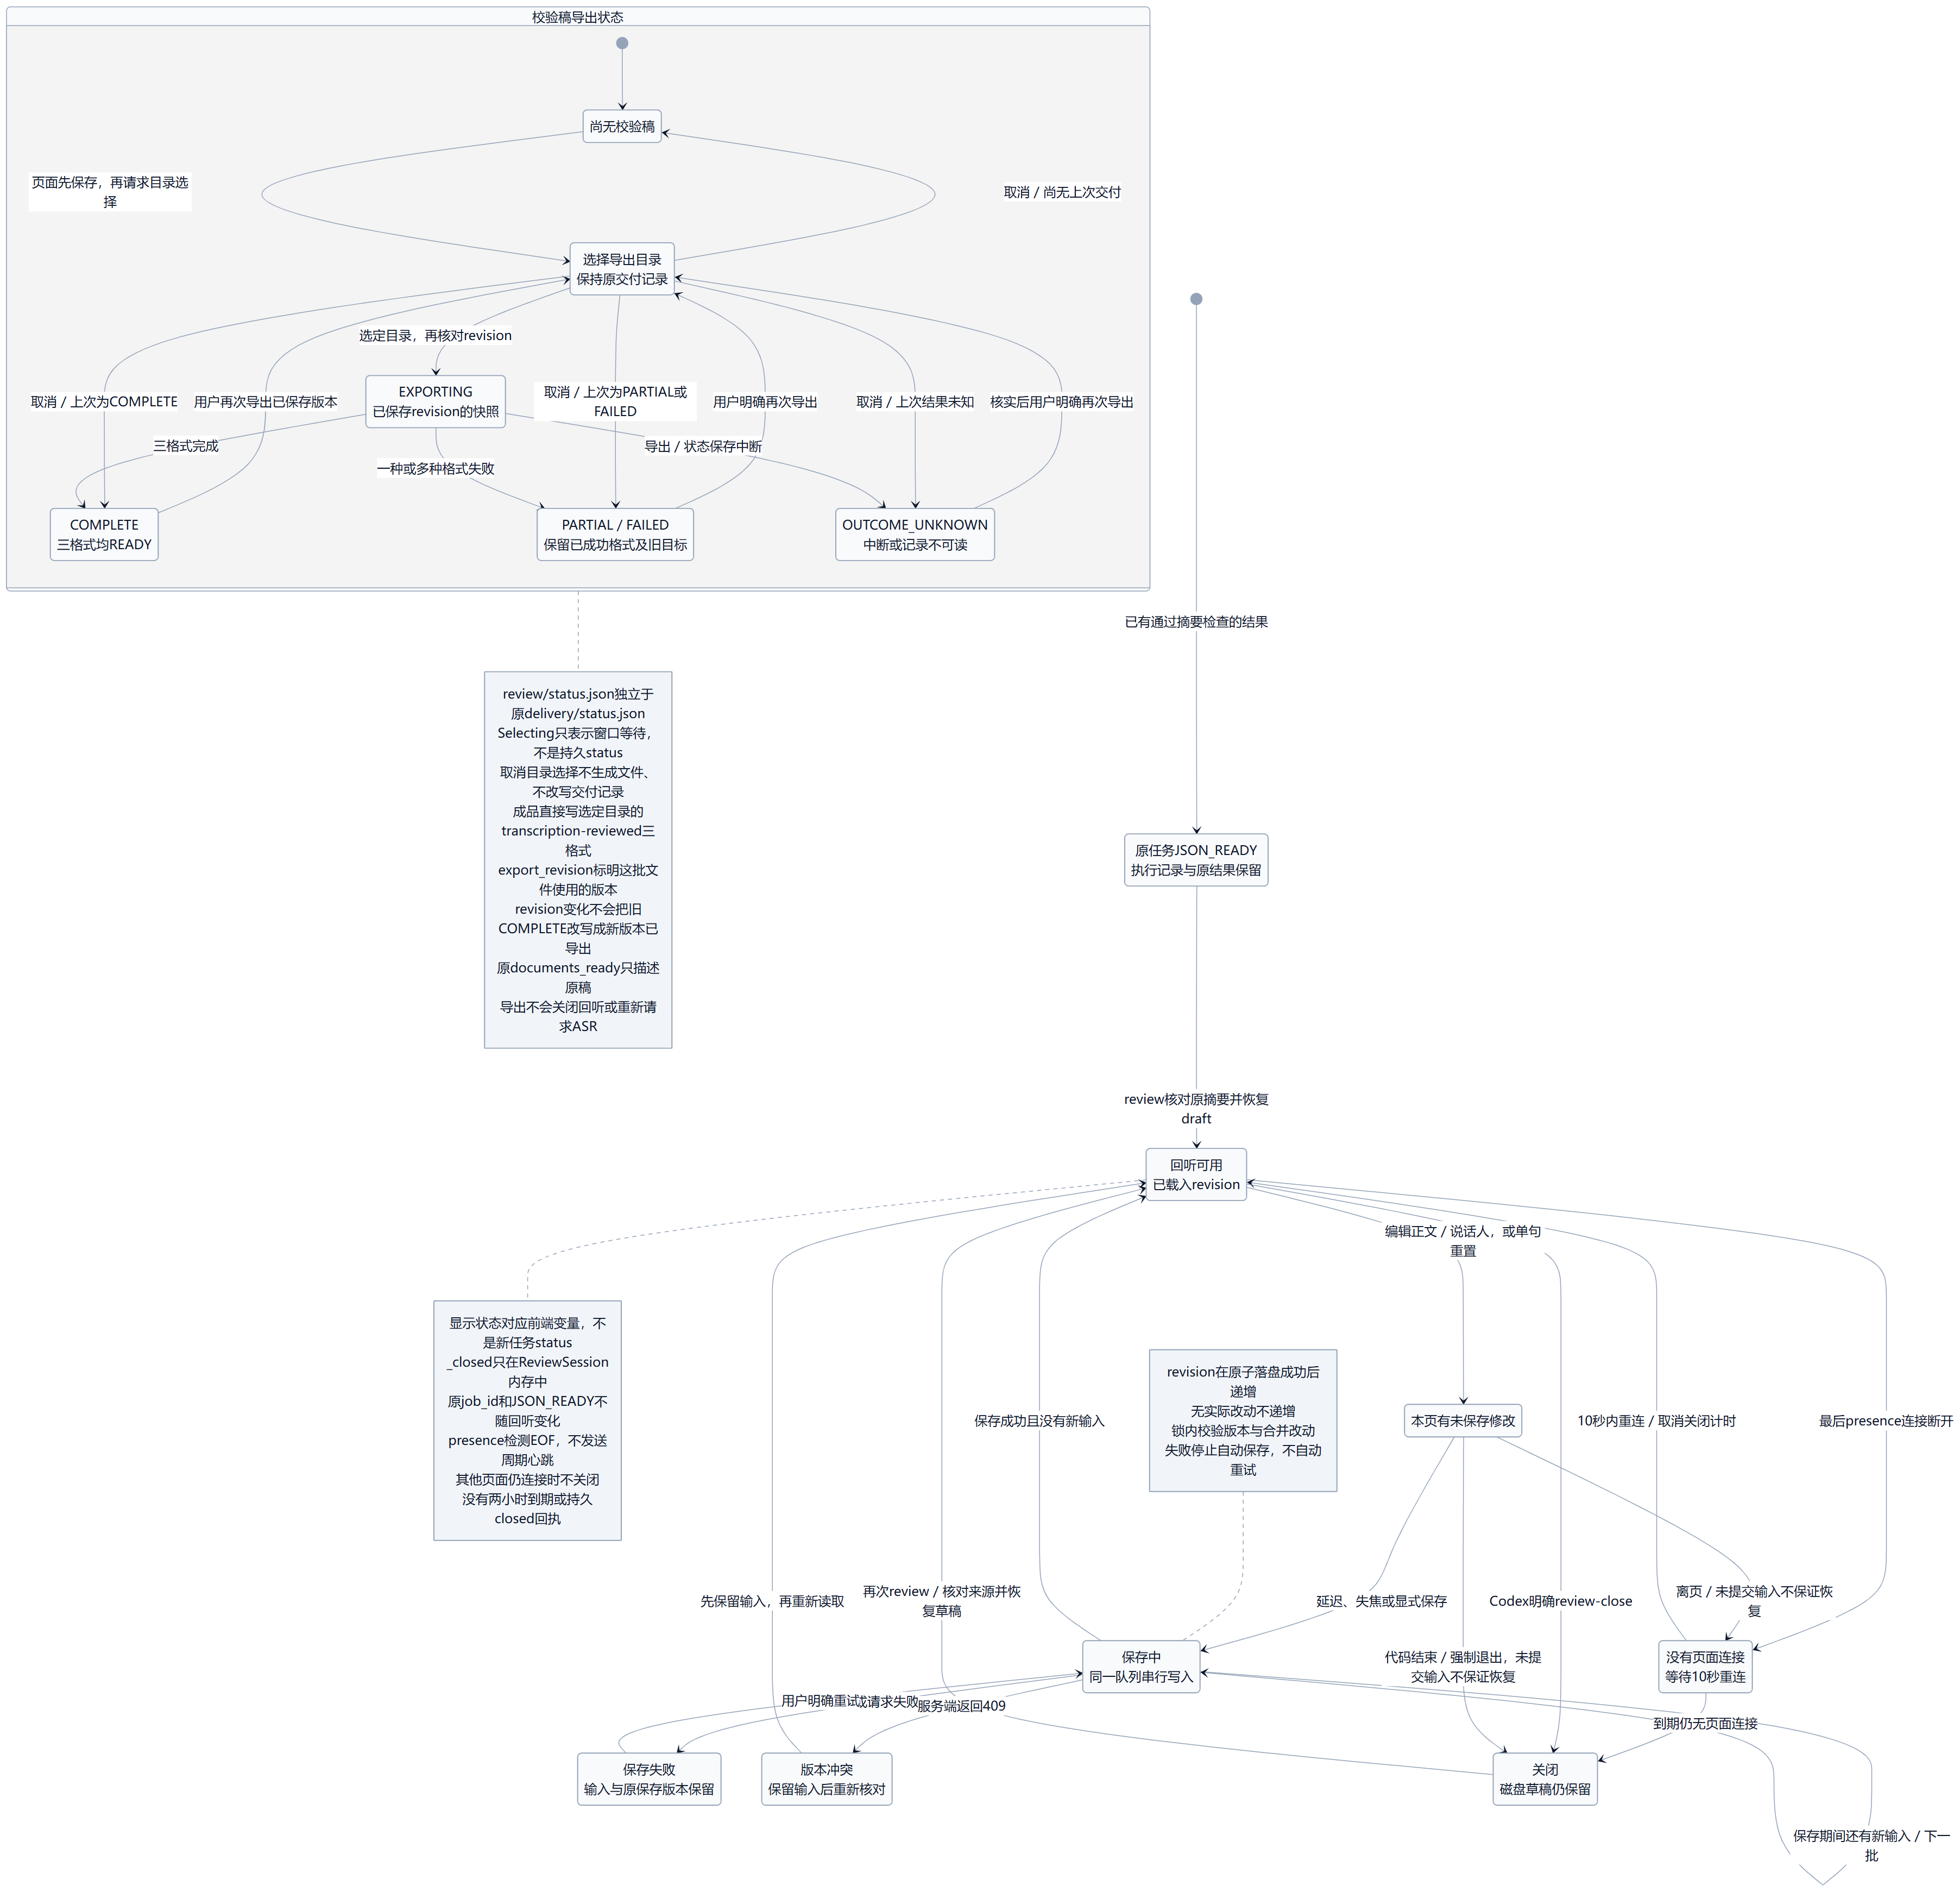 校验稿导出状态
尚无校验稿
页面先保存，再请求目录选
择
取消 / 尚无上次交付
选择导出目录
保持原交付记录
选定目录，再核对revision
取消 / 上次为COMPLETE
用户再次导出已保存版本
EXPORTING
已保存revision的快照
取消 / 上次为PARTIAL或
FAILED
用户明确再次导出
取消 / 上次结果未知
核实后用户明确再次导出
三格式完成
一种或多种格式失败
导出 / 状态保存中断
COMPLETE
三格式均READY
PARTIAL / FAILED
保留已成功格式及旧目标
OUTCOME_UNKNOWN
中断或记录不可读
已有通过摘要检查的结果
review/status.json独立于
原delivery/status.json
Selecting只表示窗口等待，
不是持久status
取消目录选择不生成文件、
不改写交付记录
成品直接写选定目录的
transcription-reviewed三
格式
export_revision标明这批文
件使用的版本
revision变化不会把旧
COMPLETE改写成新版本已
导出
原documents_ready只描述
原稿
导出不会关闭回听或重新请
求ASR
原任务JSON_READY
执行记录与原结果保留
review核对原摘要并恢复
draft
回听可用
已载入revision
编辑正文 / 说话人，或单句
重置
显示状态对应前端变量，不
是新任务status
_closed只在ReviewSession
内存中
原job_id和JSON_READY不
随回听变化
presence检测EOF，不发送
周期心跳
其他页面仍连接时不关闭
没有两小时到期或持久
closed回执
revision在原子落盘成功后
递增
无实际改动不递增
锁内校验版本与合并改动
失败停止自动保存，不自动
重试
保存成功且没有新输入
本页有未保存修改
10秒内重连 / 取消关闭计时
最后presence连接断开
先保留输入，再重新读取
再次review / 核对来源并恢
复草稿
延迟、失焦或显式保存
Codex明确review-close
离页 / 未提交输入不保证恢
复
保存中
同一队列串行写入
代码结束 / 强制退出，未提
交输入不保证恢复
没有页面连接
等待10秒重连
用户明确重试
请求失败
服务端返回409
到期仍无页面连接
保存失败
输入与原保存版本保留
版本冲突
保留输入后重新核对
关闭
磁盘草稿仍保留
保存期间还有新输入 / 下一
批